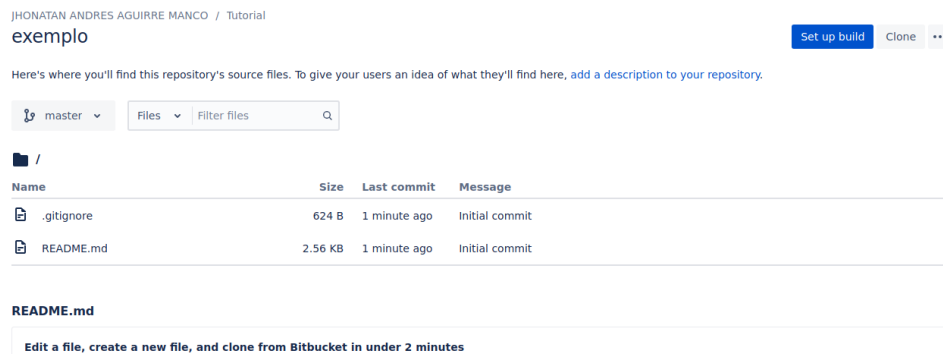 JHONATAN ANDRES AGUIRRE MANCO / Tutorial
exemplo
Set up build Clone
Here's where you'll find this repository's source files. To give your users an idea of what they'll find here, add a description to your repository.
master Files Filter files
/
Name Size Last commit Message
.gitignore 624 B 1 minute ago Initial commit
README.md 2.56 KB 1 minute ago Initial commit
README.md
Edit a file, create a new file, and clone from Bitbucket in under 2 minutes